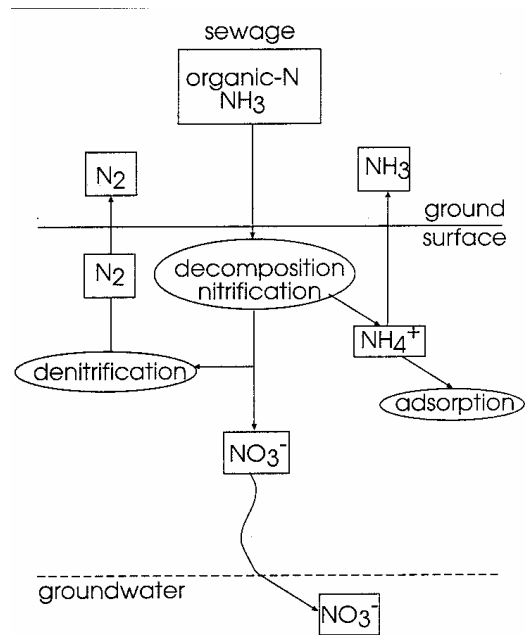 sewage
organic-N
NH3
N2
NH3
ground
surface
N2
decomposition
nitrification
NH4+
denitrification
adsorption
NO3-
groundwater
NO3-